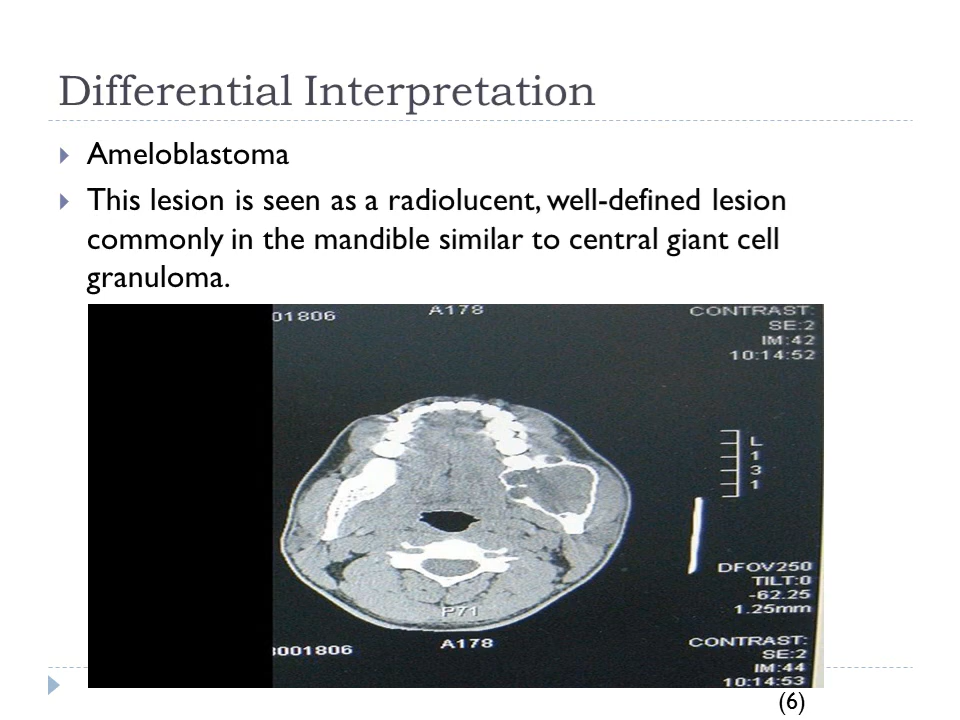 Differential Interpretation
Ameloblastoma
This lesion is seen as a radiolucent, well-defined lesion
commonly in the mandible similar to central giant cell
granuloma.
001806
A178
CONTRAST:
SE:2
IM:42
10:14:52
L
1
3
1
DFOV250
TILT:0
-62.25
1.25mm
P71
001806
A178
CONTRAST:
SE:2
IM:44
10:14:53
(6)